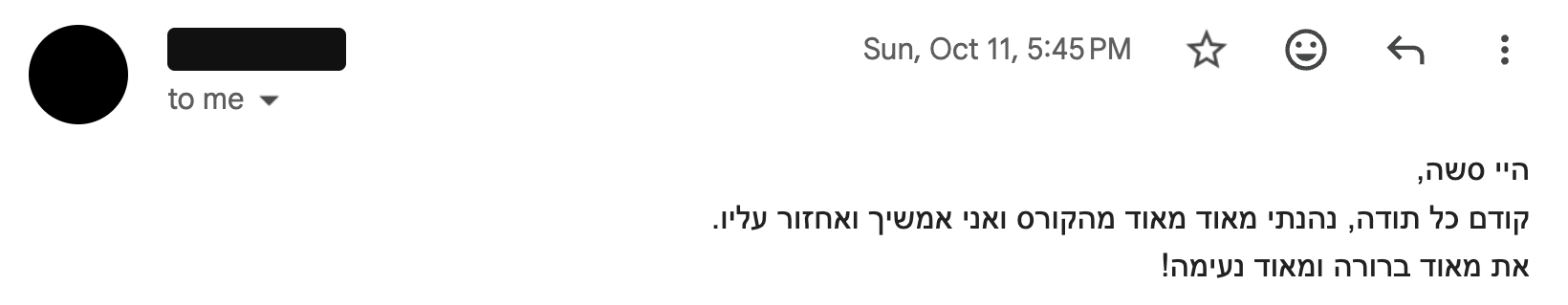 Sun, Oct 11, 5:45 PM
to me
היי סשה,
קודם כל תודה, נהנתי מאוד מאוד מהקורס ואני אמשיך ואחזור עליו.
את מאוד ברורה ומאוד נעימה!